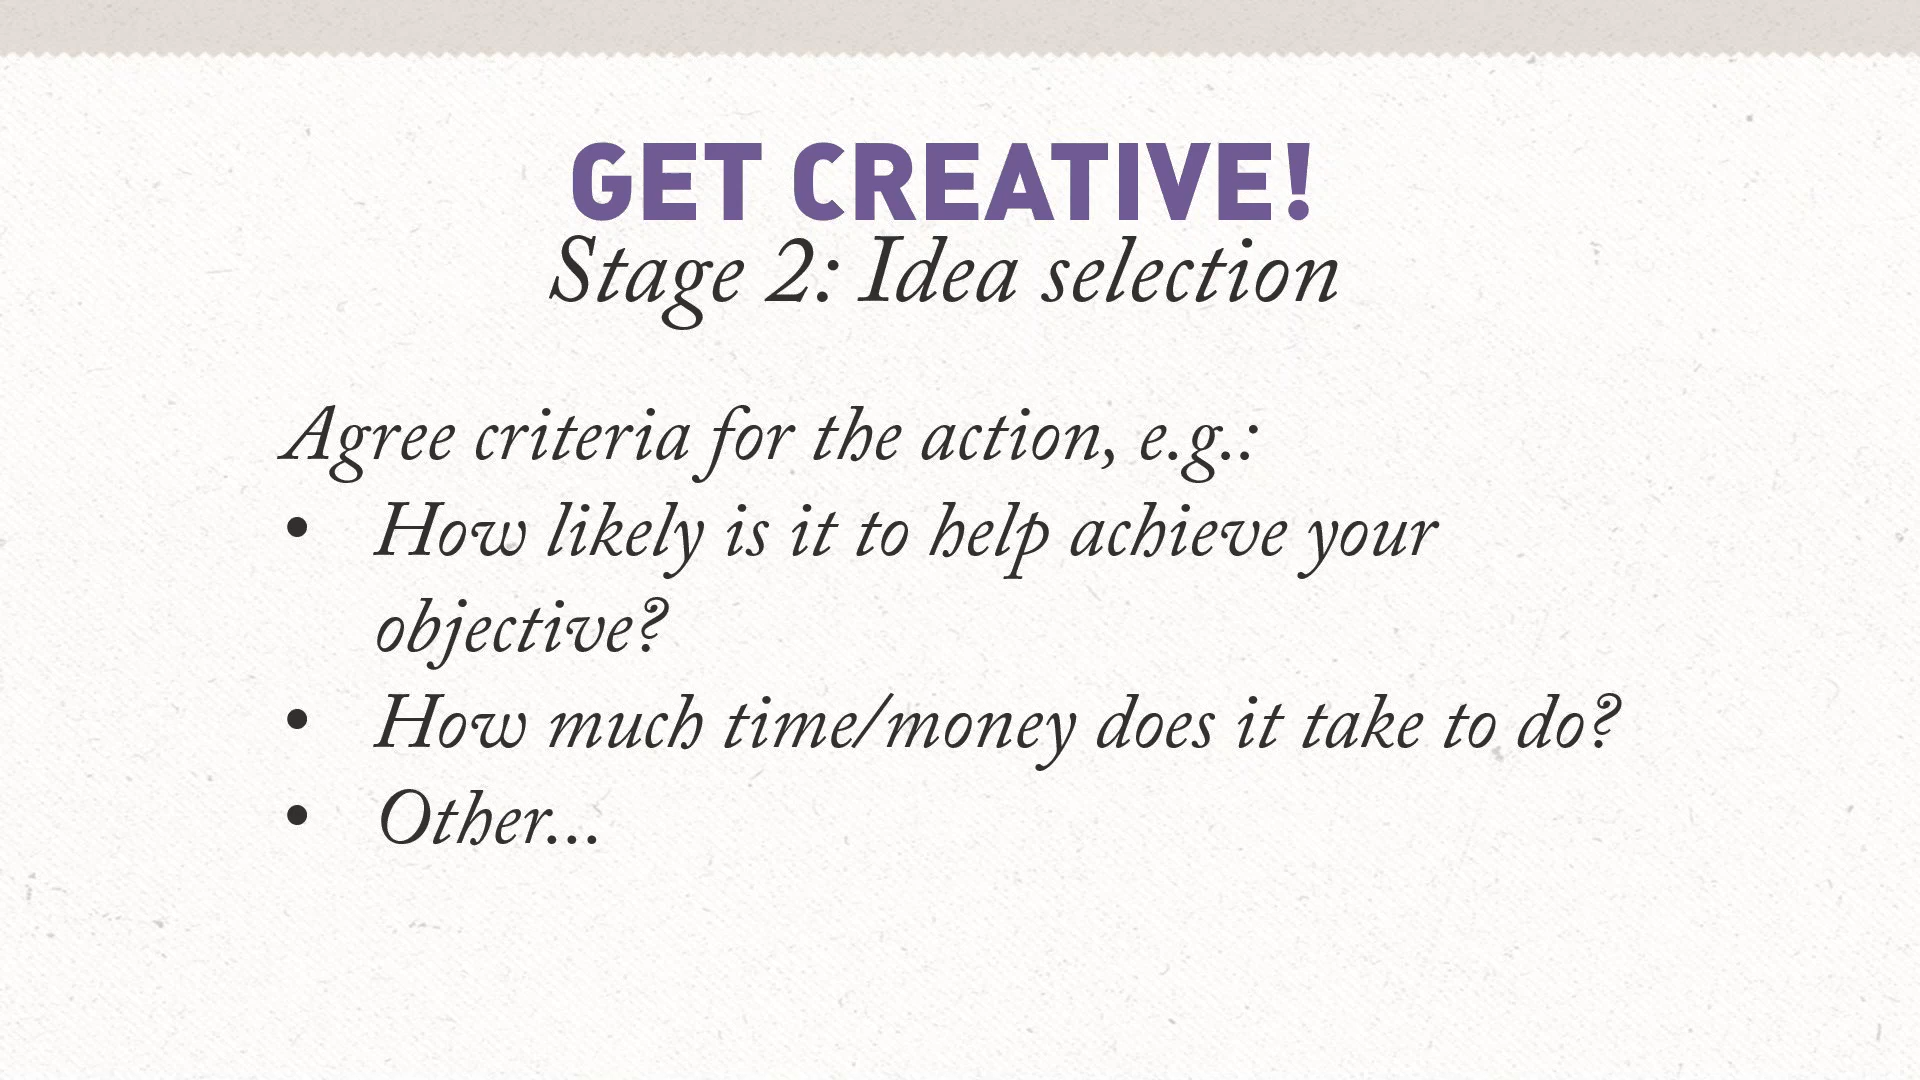 GET CREATIVE!
Stage 2: Idea selection
Agree criteria for the action, e.g.:
• How likely is it to help achieve your
objective?
• How much time/money does it take to do?
• Other...